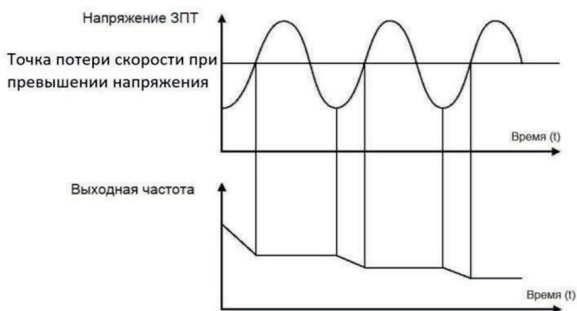 Напряжение ЗПТ
Точка потери скорости при
превышении напряжения
Время (t)
Выходная частота
Время (t)